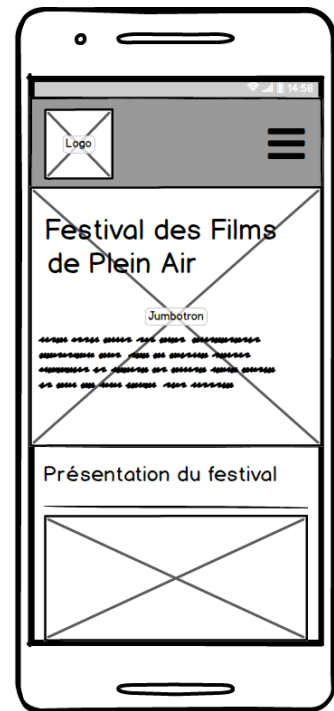 14:58
Logo
Festival des Films
de Plein Air
Jumbotron
Présentation du festival